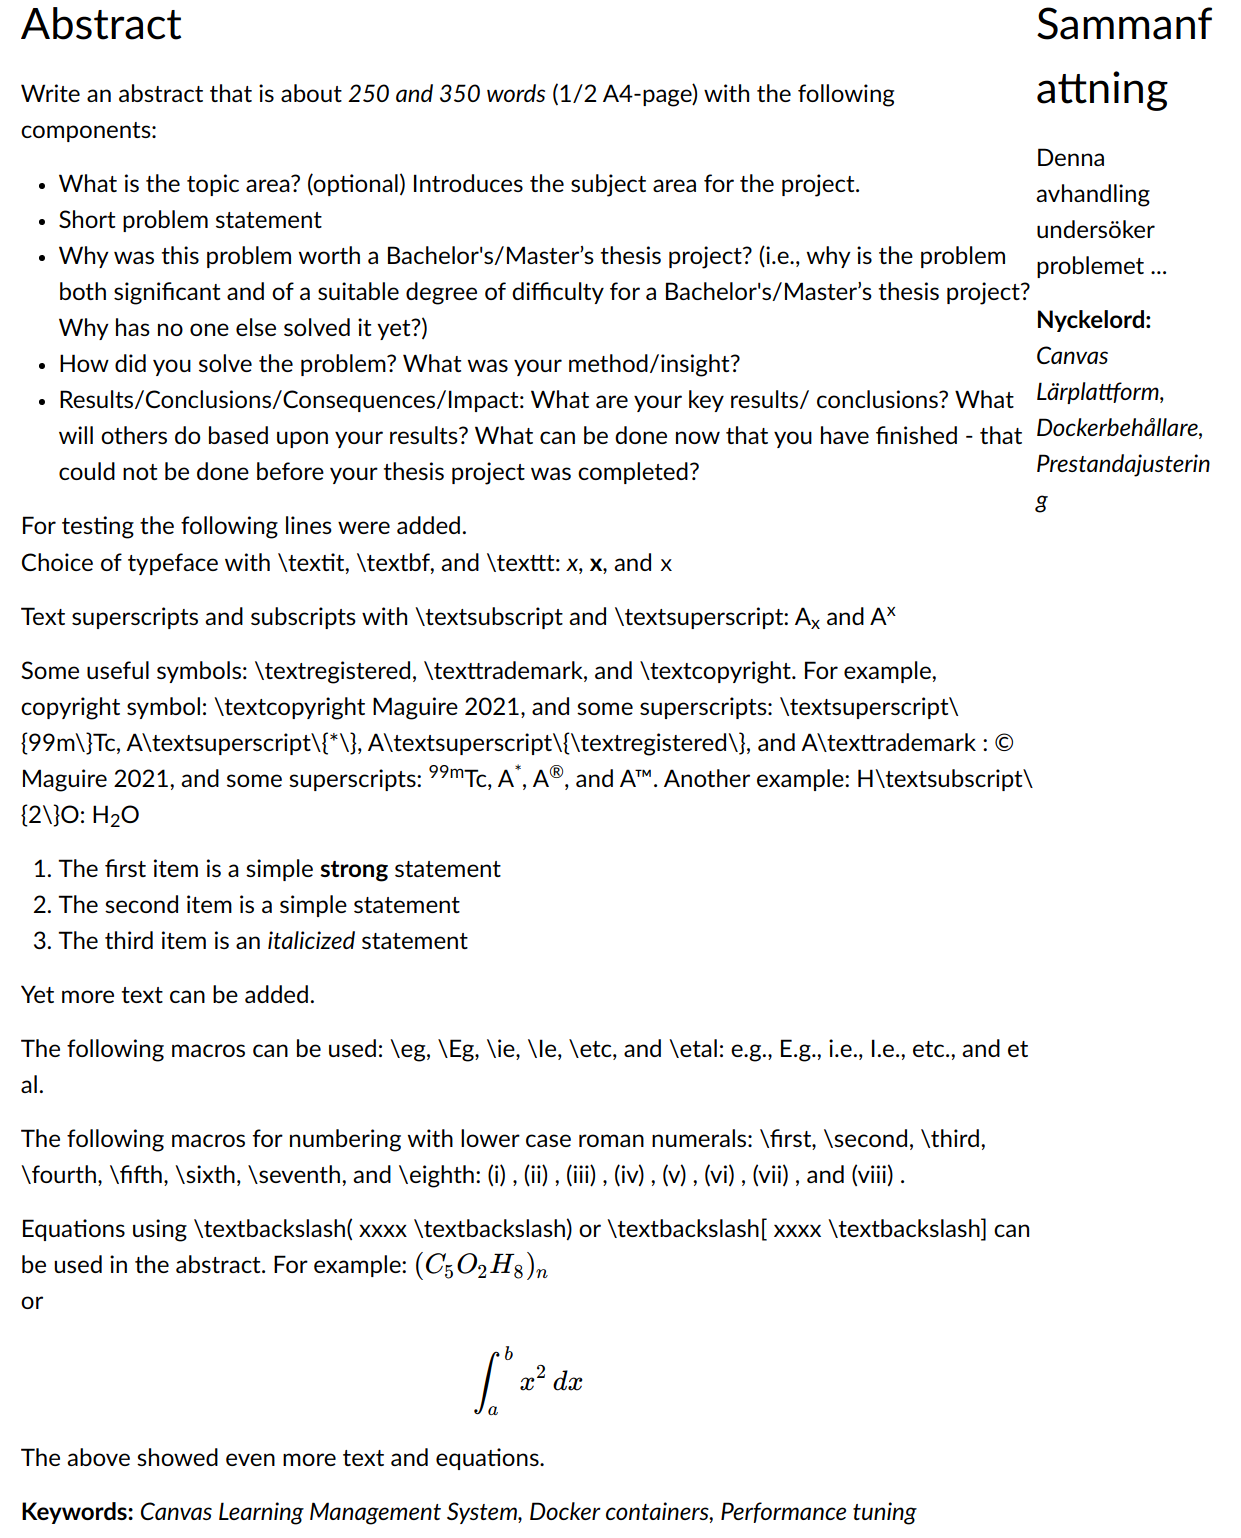 Abstract
Write an abstract that is about 250 and 350 words (1/2 A4-page) with the following
components:
• What is the topic area? (optional) Introduces the subject area for the project.
• Short problem statement
• Why was this problem worth a Bachelor's/Master’s thesis project? (i.e., why is the problem
both significant and of a suitable degree of difficulty for a Bachelor's/Master’s thesis project?
Why has no one else solved it yet?)
• How did you solve the problem? What was your method/insight?
• Results/Conclusions/Consequences/Impact: What are your key results/ conclusions? What
will others do based upon your results? What can be done now that you have finished - that
could not be done before your thesis project was completed?
For testing the following lines were added.
Choice of typeface with \textit, \textbf, and \texttt: x, x, and x
Text superscripts and subscripts with \textsubscript and \textsuperscript: Aₓ and Aˣ
Some useful symbols: \textregistered, \texttrademark, and \textcopyright. For example,
copyright symbol: \textcopyright Maguire 2021, and some superscripts: \textsuperscript\
{99m\}Tc, A\textsuperscript\{*\}, A\textsuperscript\{\textregistered\}, and A\texttrademark : ©
Maguire 2021, and some superscripts: ⁹⁹ᵐTc, A*, A®, and A™. Another example: H\textsubscript\
{2\}O: H₂O
1. The first item is a simple strong statement
2. The second item is a simple statement
3. The third item is an italicized statement
Yet more text can be added.
The following macros can be used: \eg, \Eg, \ie, \Ie, \etc, and \etal: e.g., E.g., i.e., I.e., etc., and et
al.
The following macros for numbering with lower case roman numerals: \first, \second, \third,
\fourth, \fifth, \sixth, \seventh, and \eighth: (i) , (ii) , (iii) , (iv) , (v) , (vi) , (vii) , and (viii) .
Equations using \textbackslash( xxxx \textbackslash) or \textbackslash[ xxxx \textbackslash] can
be used in the abstract. For example: (C₅O₂H₈)ₙ
or
∫ₐᵇ x² dx
The above showed even more text and equations.
Keywords: Canvas Learning Management System, Docker containers, Performance tuning
Sammanf
attning
Denna
avhandling
undersöker
problemet ...
Nyckelord:
Canvas
Lärplattform,
Dockerbehållare,
Prestandajusterin
g